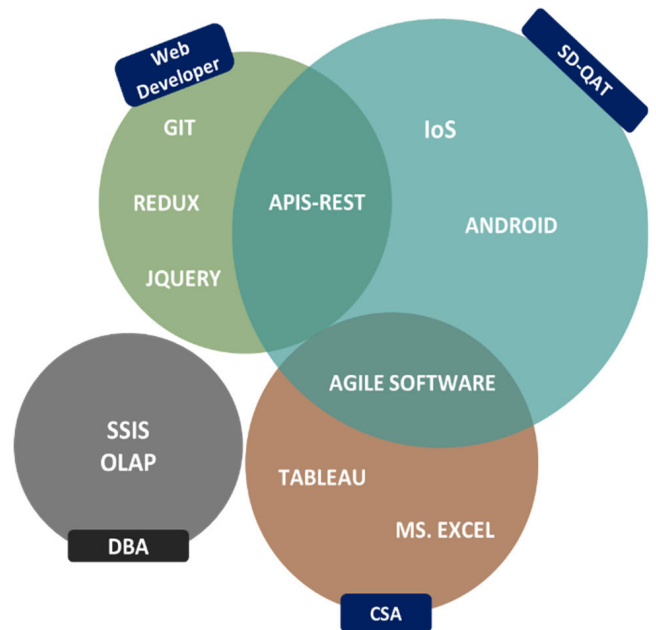 Web
Developer
SD-QAT
GIT
IoS
REDUX
APIS-REST
ANDROID
JQUERY
AGILE SOFTWARE
SSIS
OLAP
TABLEAU
MS. EXCEL
DBA
CSA